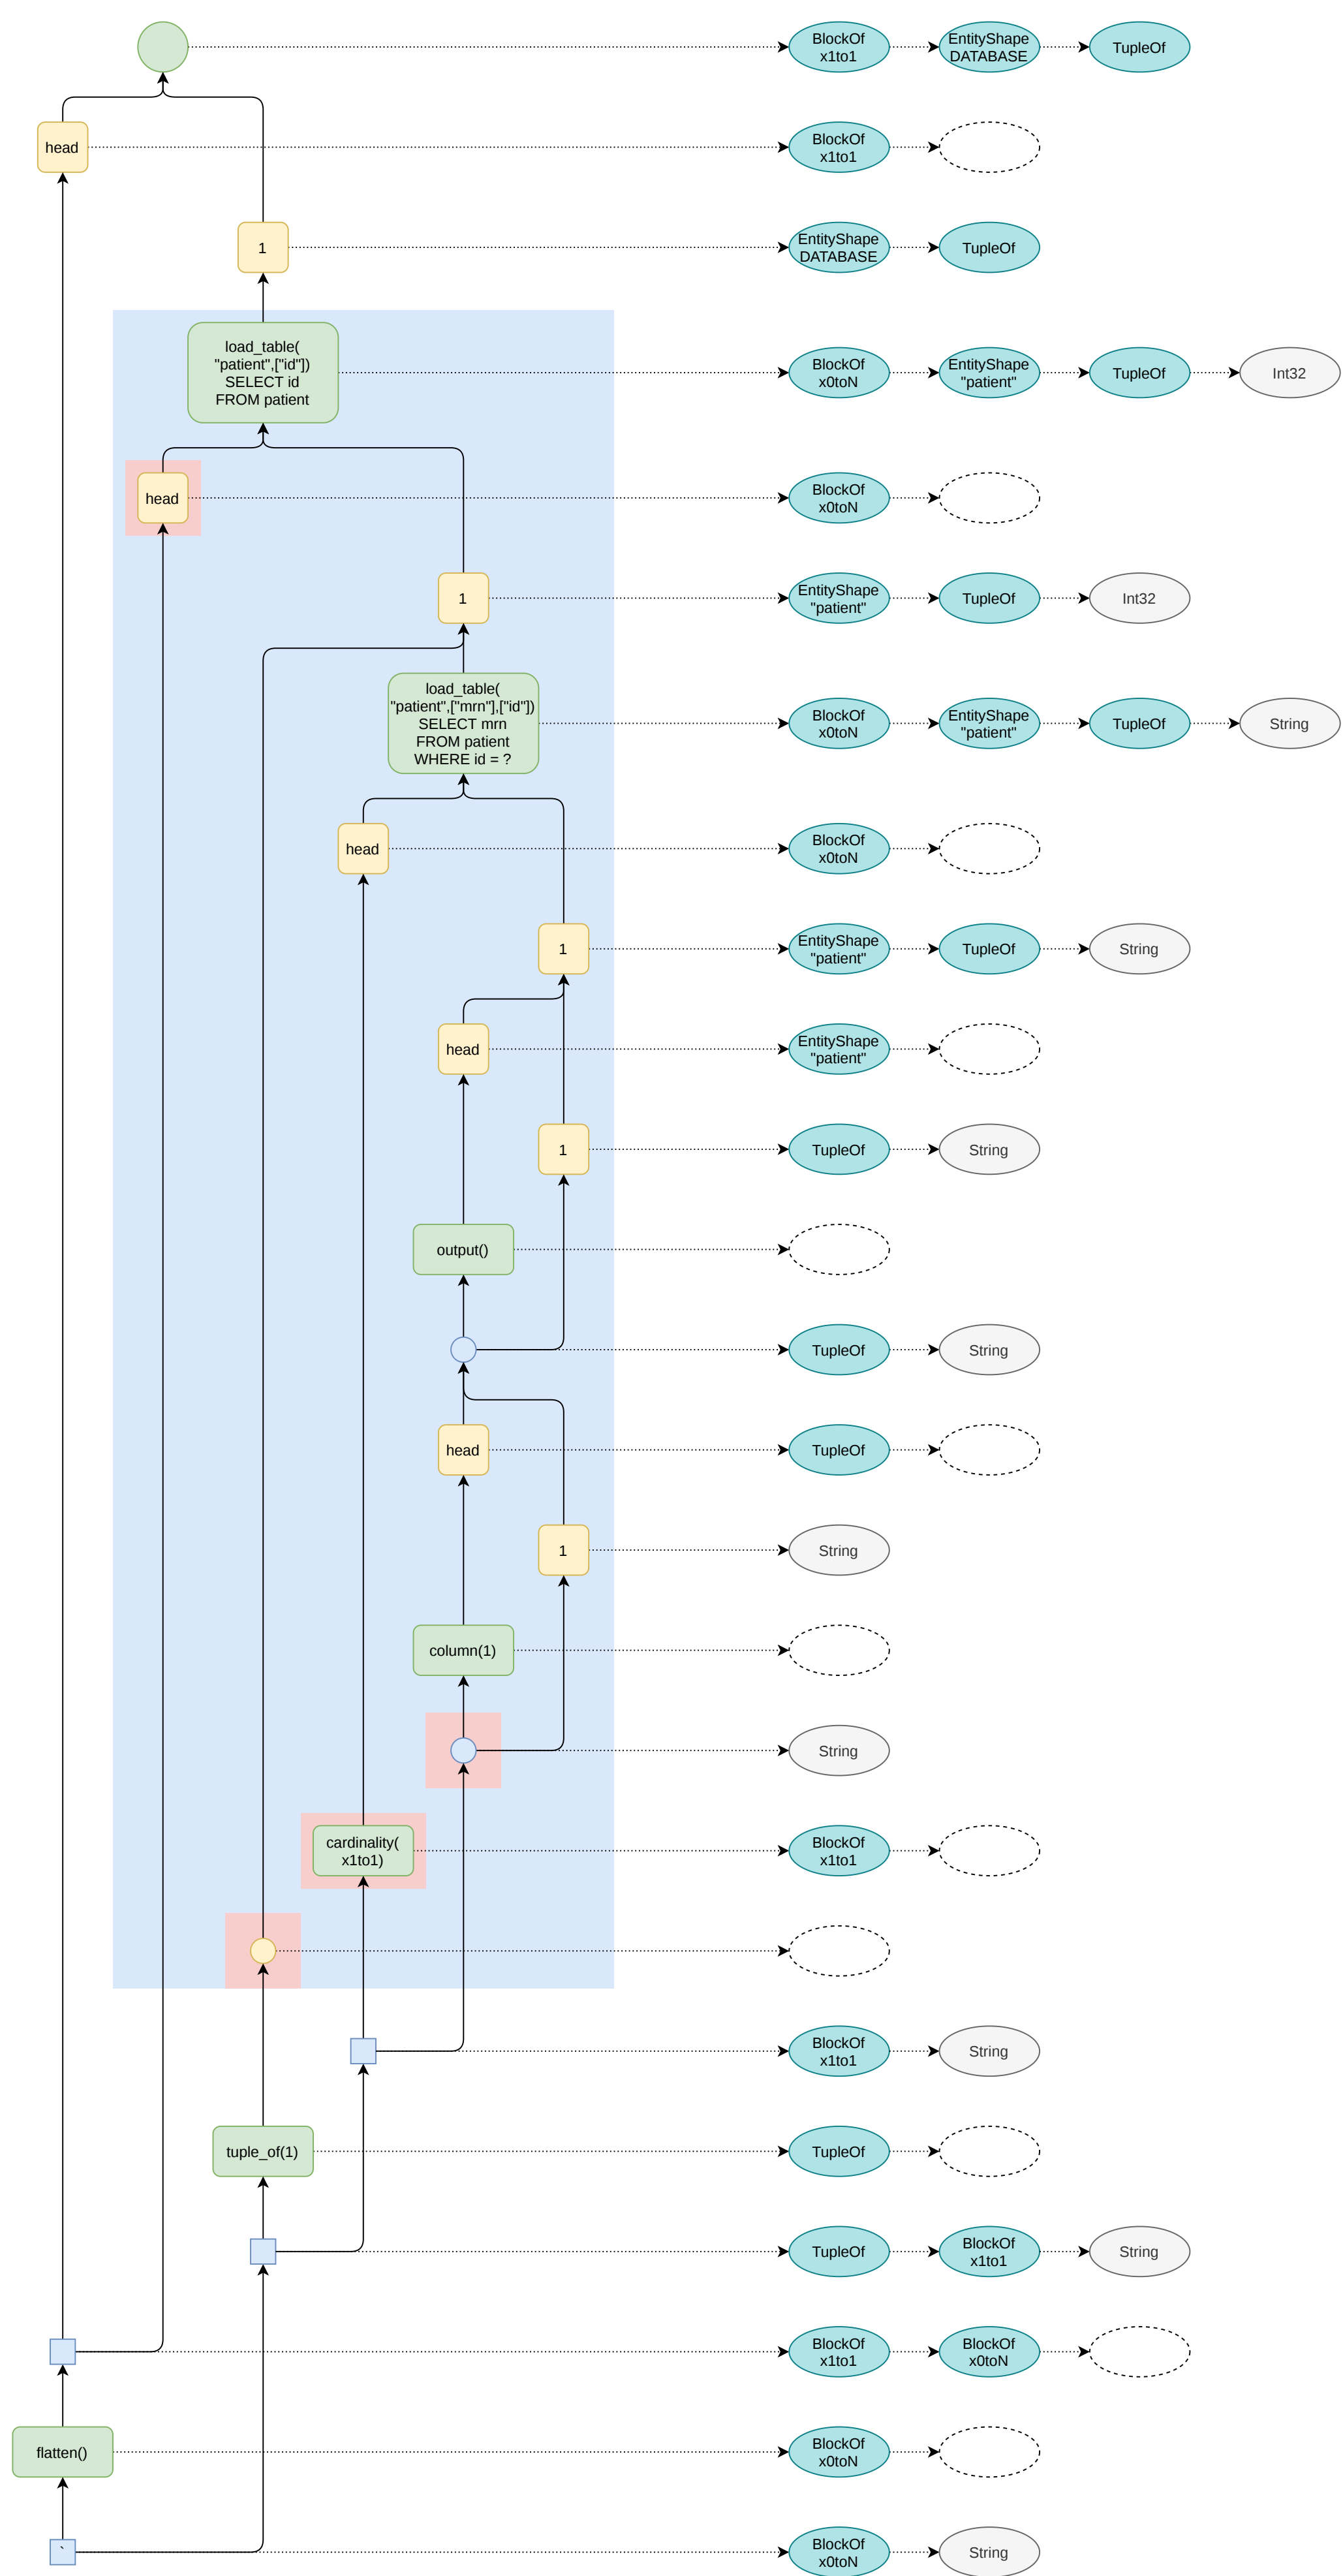 BlockOf
x1to1
EntityShape
DATABASE
TupleOf
head
BlockOf
x1to1
1
EntityShape
DATABASE
TupleOf
load_table(
"patient",["id"])
SELECT id
FROM patient
BlockOf
x0toN
EntityShape
"patient"
TupleOf
Int32
head
BlockOf
x0toN
1
EntityShape
"patient"
TupleOf
Int32
load_table(
"patient",["mrn"],["id"])
SELECT mrn
FROM patient
WHERE id = ?
BlockOf
x0toN
EntityShape
"patient"
TupleOf
String
head
BlockOf
x0toN
1
EntityShape
"patient"
TupleOf
String
head
EntityShape
"patient"
1
TupleOf
String
output()
TupleOf
String
head
TupleOf
1
String
column(1)
String
cardinality(
x1to1)
BlockOf
x1to1
BlockOf
x1to1
String
tuple_of(1)
TupleOf
TupleOf
BlockOf
x1to1
String
BlockOf
x1to1
BlockOf
x0toN
flatten()
BlockOf
x0toN
`
BlockOf
x0toN
String